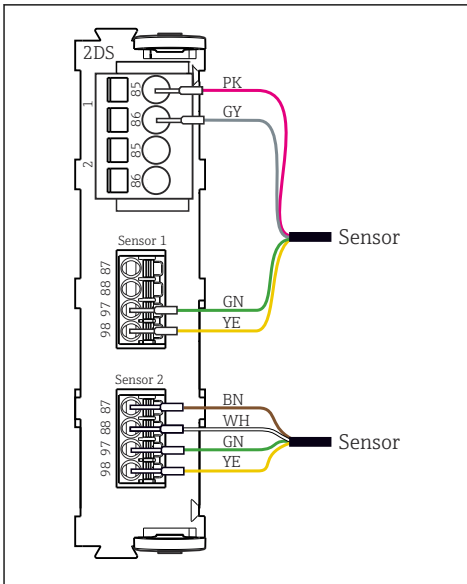 2DS
1
85
PK
86
GY
2
85
86
Sensor
Sensor 1
87
88
97
GN
98
YE
Sensor 2
87
BN
88
WH
97
GN
Sensor
98
YE